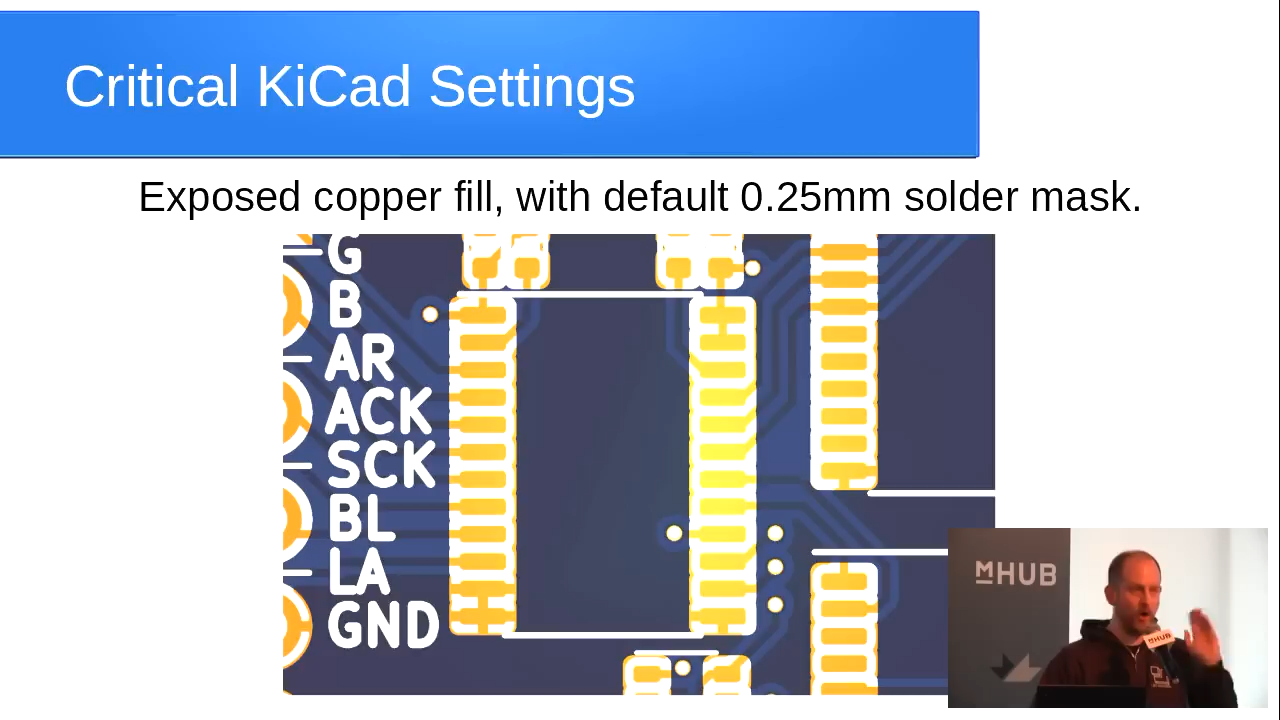 Critical KiCad Settings
Exposed copper fill, with default 0.25mm solder mask.
G
B
AR
ACK
SCK
BL
LA
GND
MHUB
MHUB